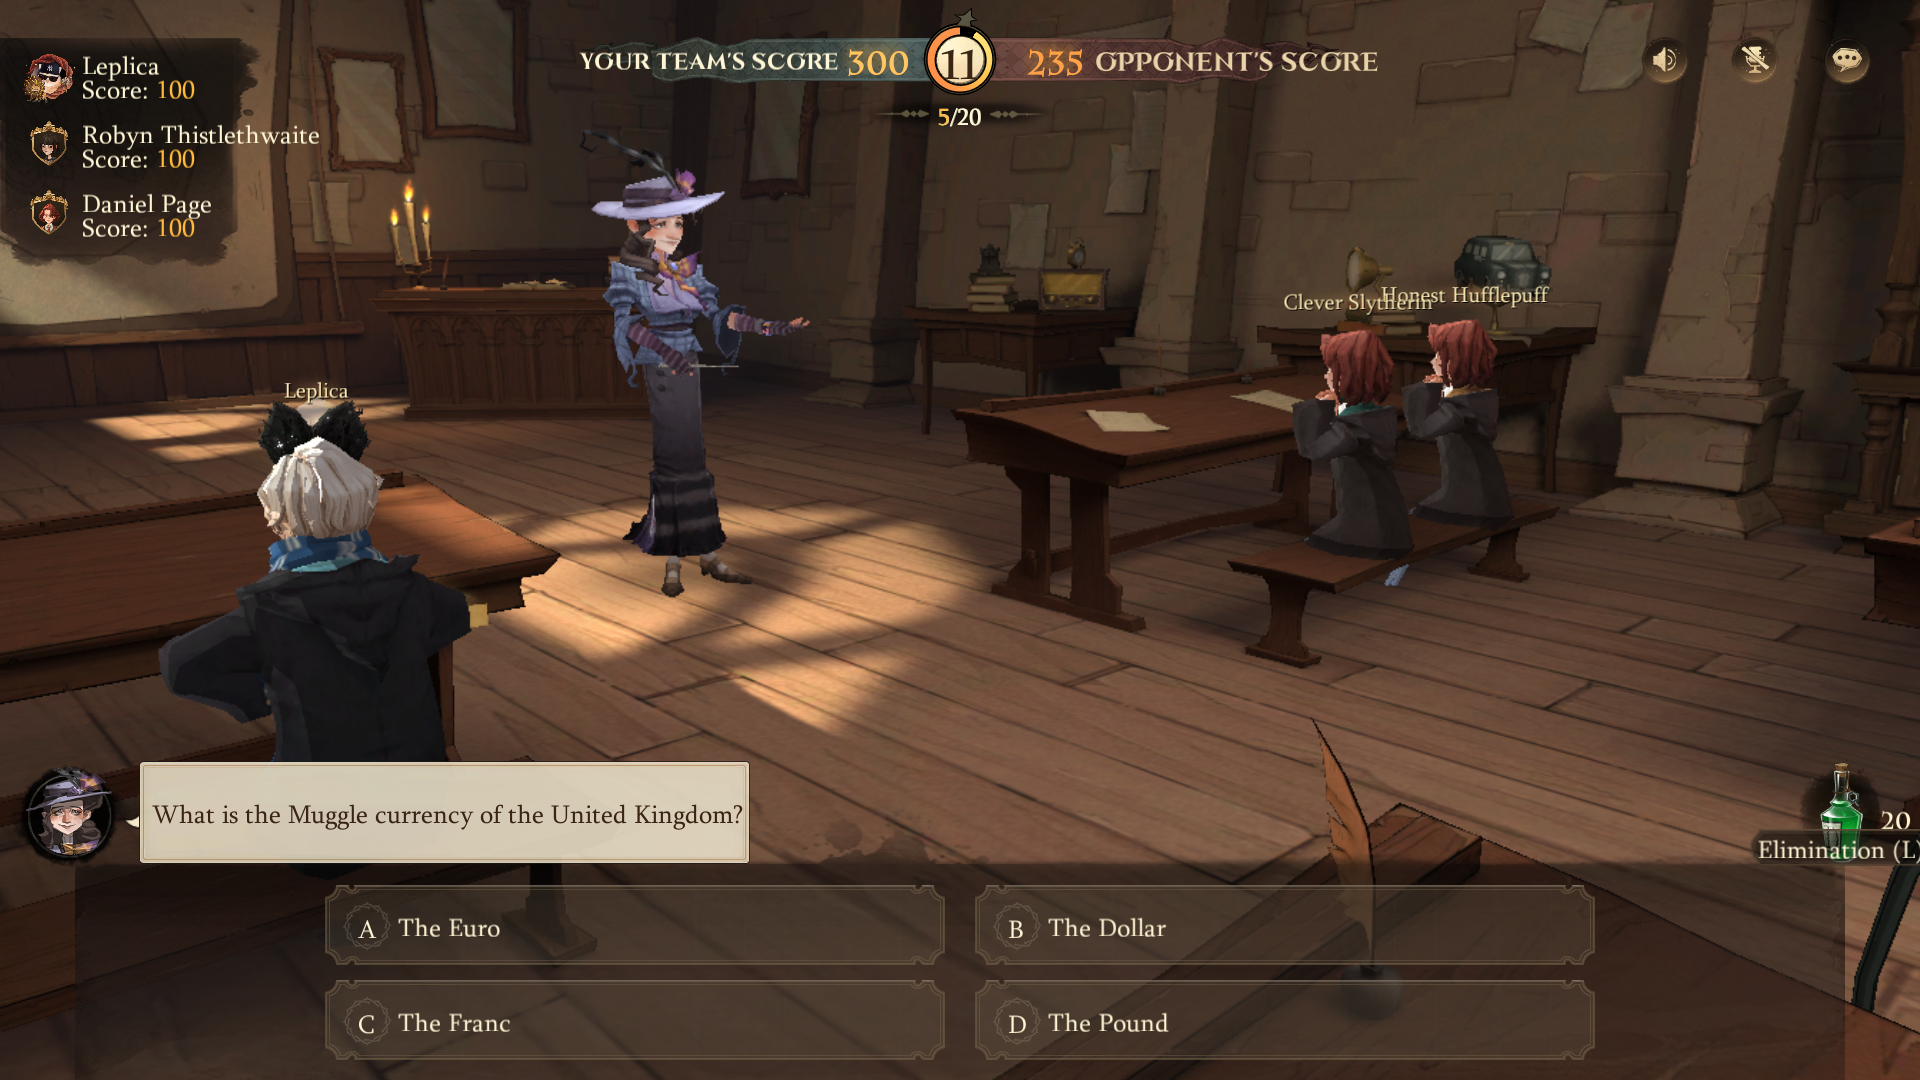 Leplica
Score: 100
Robyn Thistlethwaite
Score: 100
Daniel Page
Score: 100
YOUR TEAM'S SCORE 300
11
235 OPPONENT'S SCORE
5/20
Clever Slytherin
Honest Hufflepuff
Leplica
What is the Muggle currency of the United Kingdom?
20
Elimination (L)
A The Euro
B The Dollar
C The Franc
D The Pound